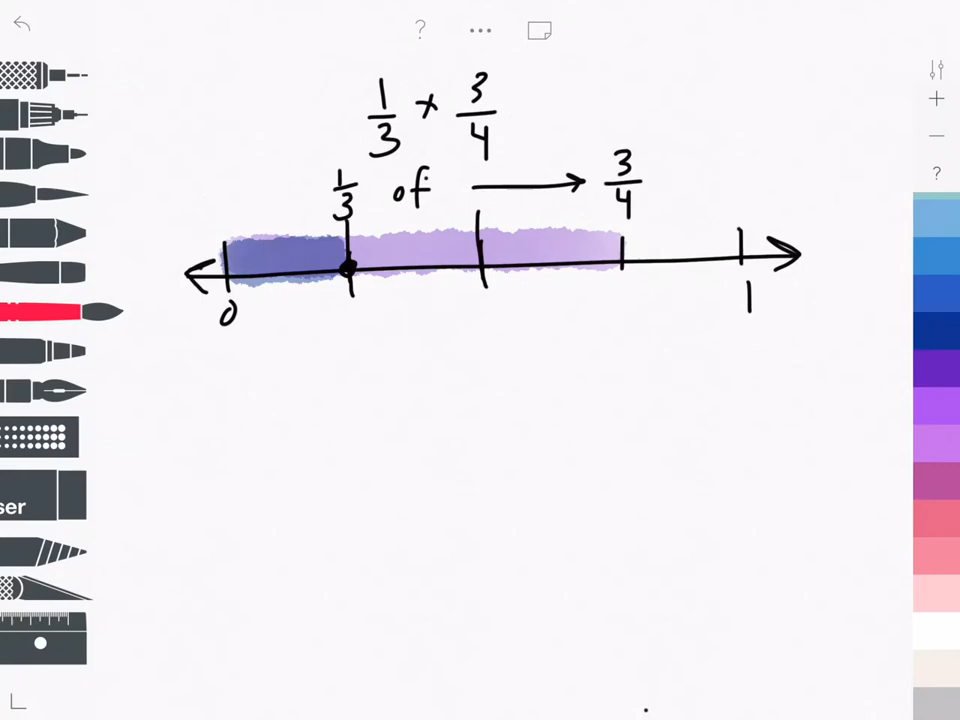 ?
1/3 × 3/4
1/3 of → 3/4
0 1
ser
?